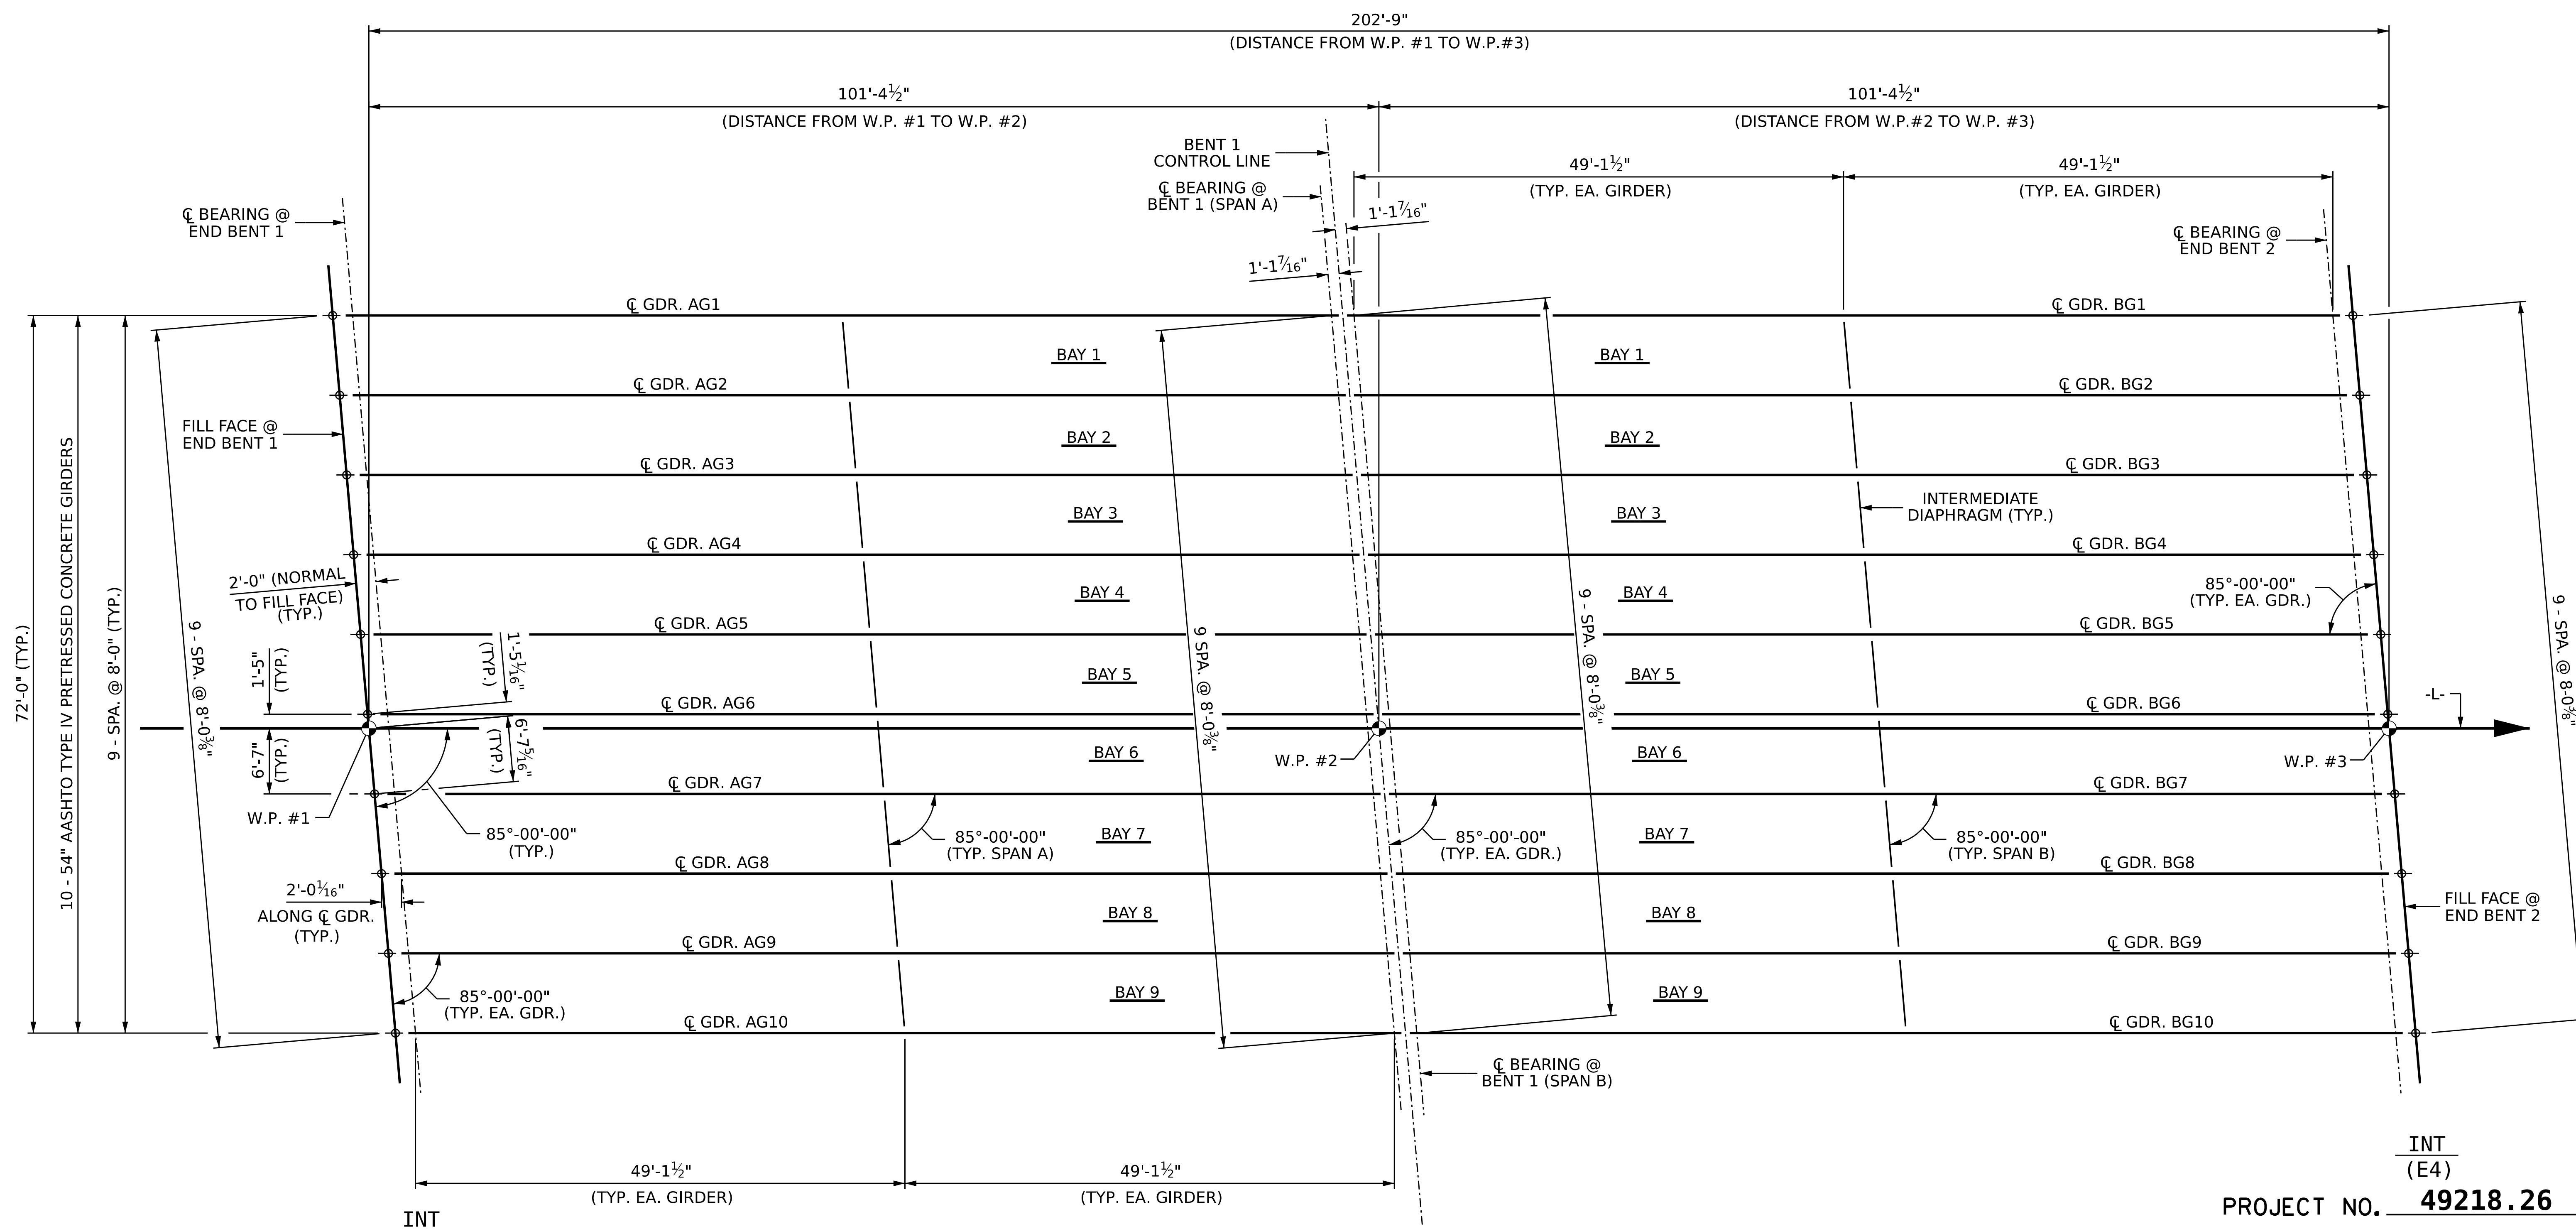 202'-9"
(DISTANCE FROM W.P. #1 TO W.P.#3)
101'-4½"
(DISTANCE FROM W.P. #1 TO W.P. #2)
101'-4½"
(DISTANCE FROM W.P.#2 TO W.P. #3)
BENT 1
CONTROL LINE
℄ BEARING @
BENT 1 (SPAN A)
49'-1½"
(TYP. EA. GIRDER)
49'-1½"
(TYP. EA. GIRDER)
1'-1⁷⁄₁₆"
1'-1⁷⁄₁₆"
℄ BEARING @
END BENT 1
℄ BEARING @
END BENT 2
℄ GDR. AG1
℄ GDR. BG1
BAY 1
BAY 1
℄ GDR. AG2
℄ GDR. BG2
FILL FACE @
END BENT 1
BAY 2
BAY 2
℄ GDR. AG3
℄ GDR. BG3
INTERMEDIATE
DIAPHRAGM (TYP.)
BAY 3
BAY 3
℄ GDR. AG4
℄ GDR. BG4
2'-0" (NORMAL
TO FILL FACE)
(TYP.)
BAY 4
BAY 4
85°-00'-00"
(TYP. EA. GDR.)
℄ GDR. AG5
℄ GDR. BG5
72'-0" (TYP.)
10 - 54" AASHTO TYPE IV PRETRESSED CONCRETE GIRDERS
9 - SPA. @ 8'-0" (TYP.)
9 - SPA. @ 8'-0⅜"
1'-5"
(TYP.)
1'-5¹⁄₁₆"
(TYP.)
BAY 5
9 SPA. @ 8'-0⅜"
9 - SPA. @ 8'-0⅜"
BAY 5
9 - SPA. @ 8-0⅜"
℄ GDR. AG6
℄ GDR. BG6
-L-
6'-7"
(TYP.)
6'-7⁵⁄₁₆"
(TYP.)
BAY 6
BAY 6
W.P. #2
W.P. #3
℄ GDR. AG7
℄ GDR. BG7
W.P. #1
85°-00'-00"
(TYP.)
85°-00'-00"
(TYP. SPAN A)
BAY 7
85°-00'-00"
(TYP. EA. GDR.)
BAY 7
85°-00'-00"
(TYP. SPAN B)
℄ GDR. AG8
℄ GDR. BG8
2'-0¹⁄₁₆"
ALONG ℄ GDR.
(TYP.)
BAY 8
BAY 8
FILL FACE @
END BENT 2
℄ GDR. AG9
℄ GDR. BG9
85°-00'-00"
(TYP. EA. GDR.)
BAY 9
BAY 9
℄ GDR. AG10
℄ GDR. BG10
℄ BEARING @
BENT 1 (SPAN B)
49'-1½"
(TYP. EA. GIRDER)
49'-1½"
(TYP. EA. GIRDER)
INT
INT
(E4)
PROJECT NO. 49218.26